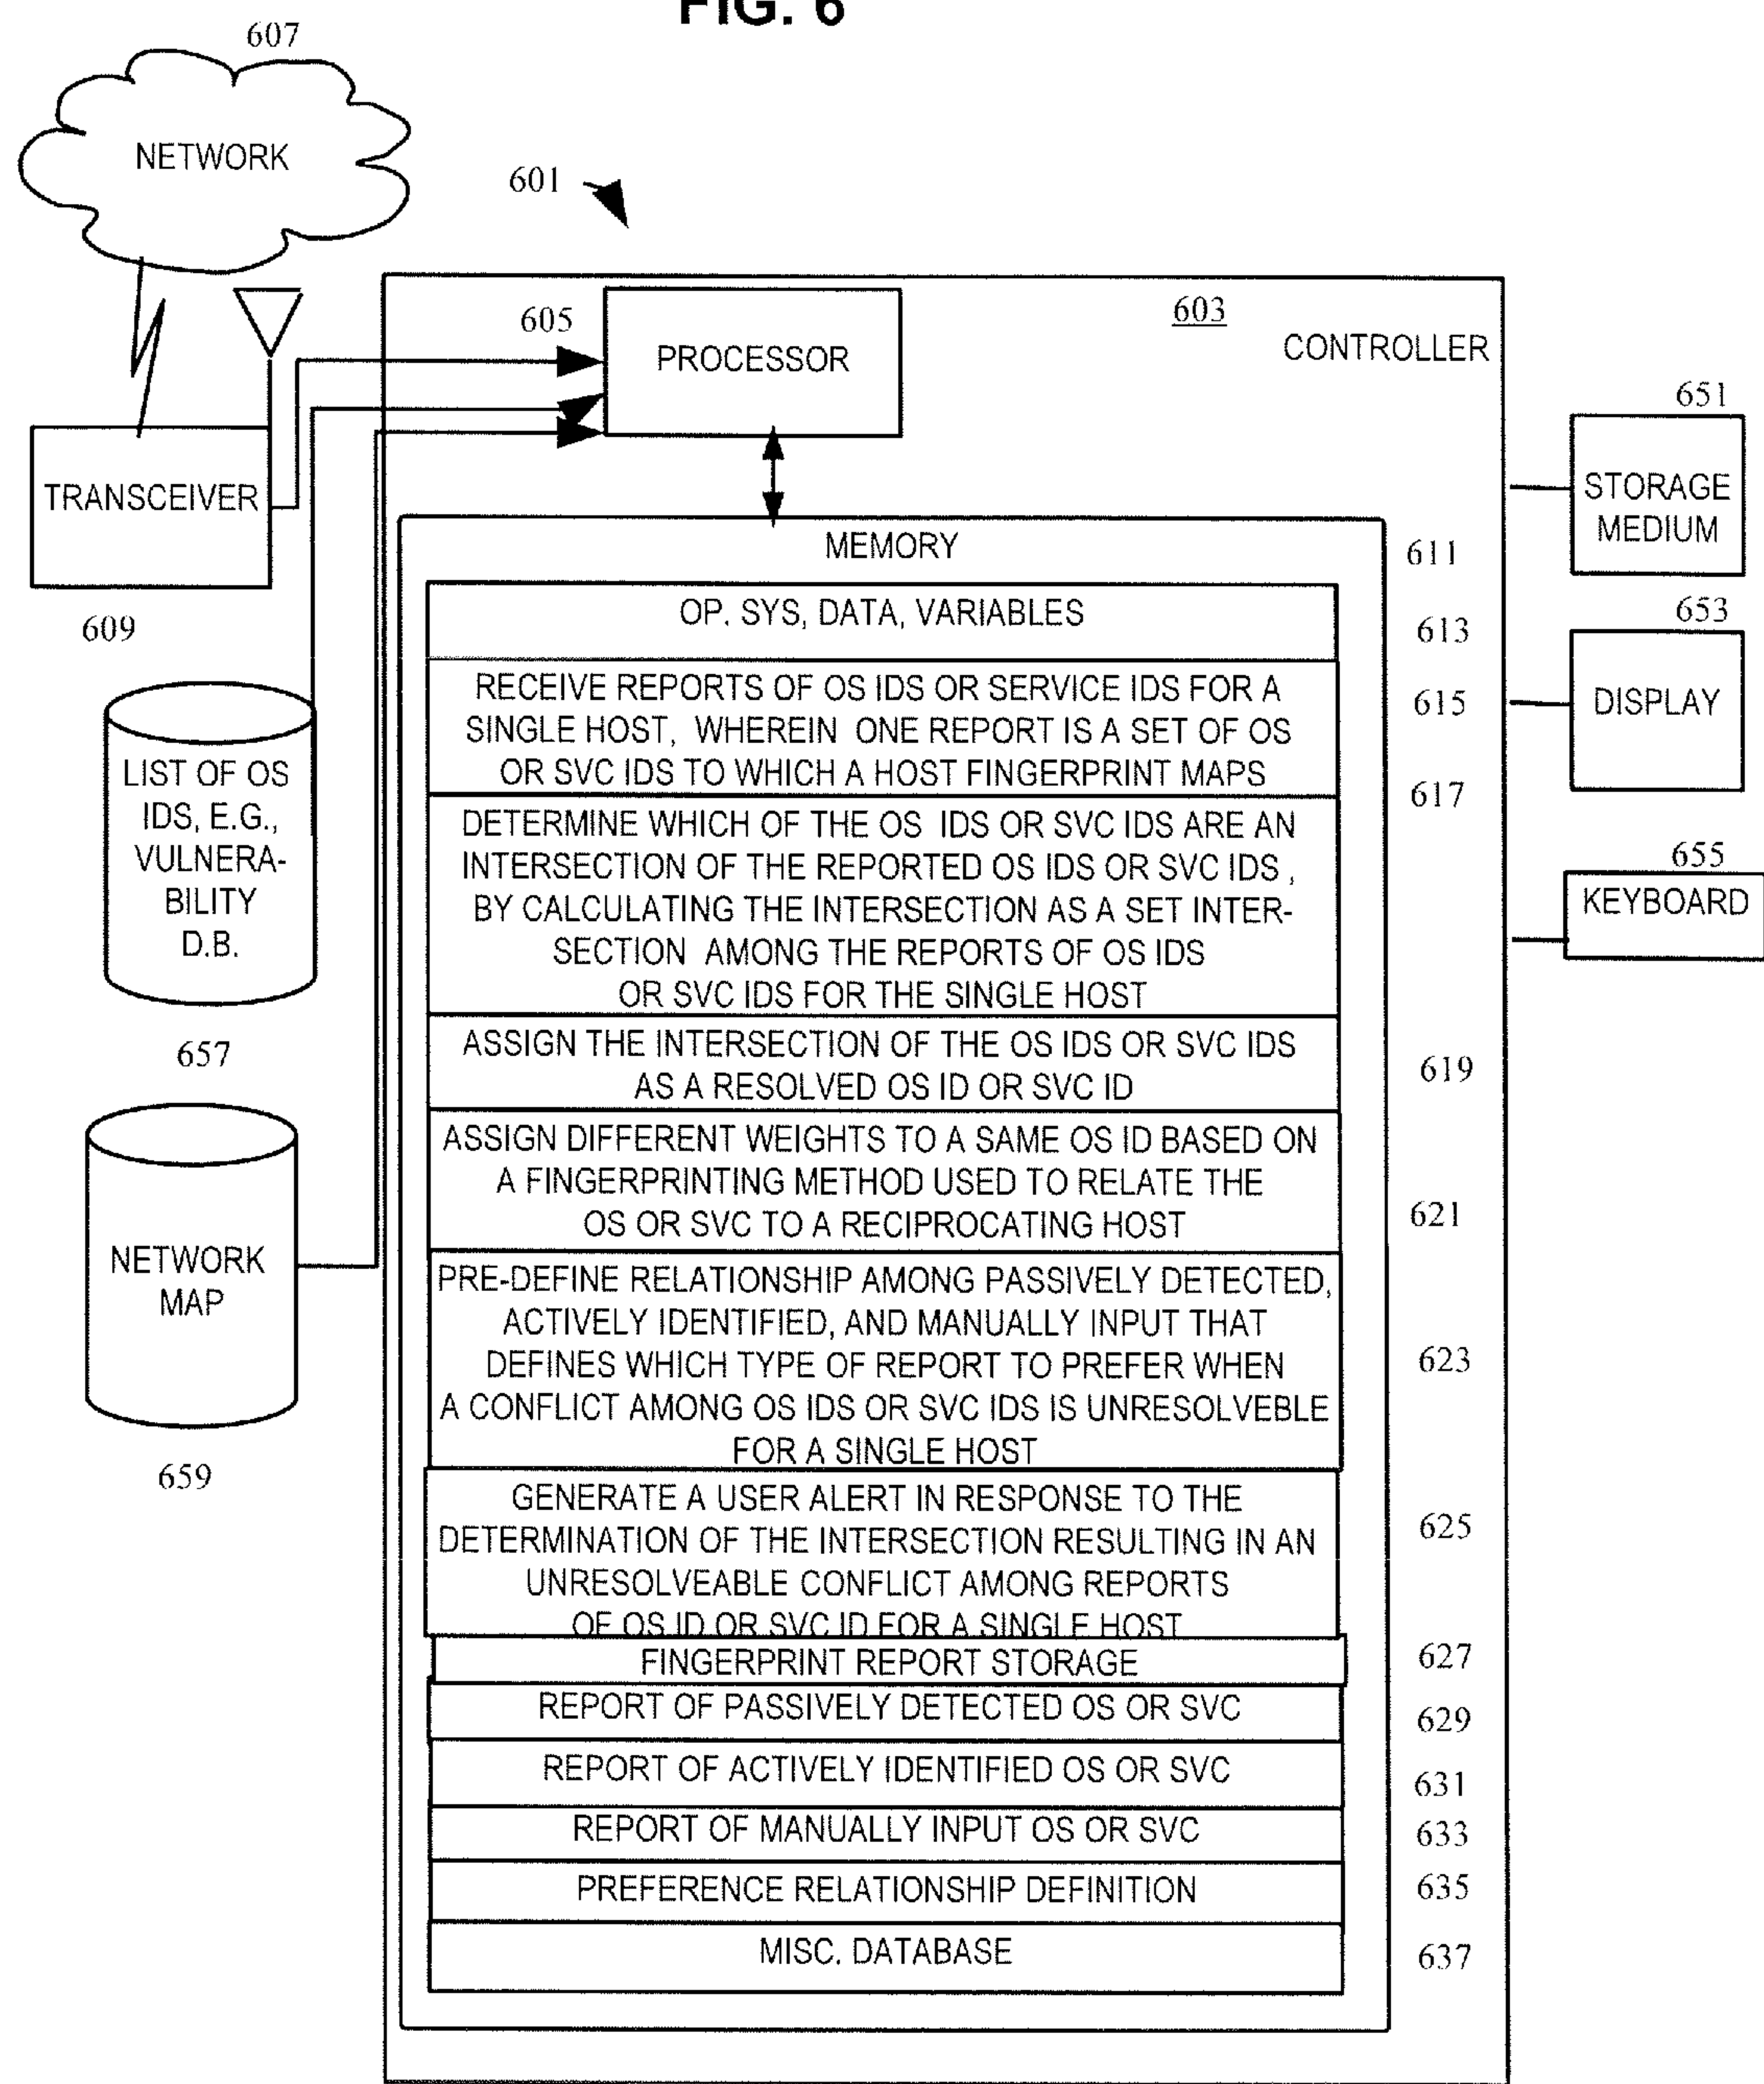 FIG. 6
607
NETWORK
601
603
605
PROCESSOR
CONTROLLER
651
STORAGE
MEDIUM
TRANSCEIVER
609
MEMORY
611
OP. SYS, DATA, VARIABLES
613
653
DISPLAY
RECEIVE REPORTS OF OS IDS OR SERVICE IDS FOR A
SINGLE HOST, WHEREIN ONE REPORT IS A SET OF OS
OR SVC IDS TO WHICH A HOST FINGERPRINT MAPS
615
617
LIST OF OS
IDS, E.G.,
VULNERA-
BILITY
D.B.
657
DETERMINE WHICH OF THE OS IDS OR SVC IDS ARE AN
INTERSECTION OF THE REPORTED OS IDS OR SVC IDS ,
BY CALCULATING THE INTERSECTION AS A SET INTER-
SECTION AMONG THE REPORTS OF OS IDS
OR SVC IDS FOR THE SINGLE HOST
655
KEYBOARD
ASSIGN THE INTERSECTION OF THE OS IDS OR SVC IDS
AS A RESOLVED OS ID OR SVC ID
619
ASSIGN DIFFERENT WEIGHTS TO A SAME OS ID BASED ON
A FINGERPRINTING METHOD USED TO RELATE THE
OS OR SVC TO A RECIPROCATING HOST
621
NETWORK
MAP
659
PRE-DEFINE RELATIONSHIP AMONG PASSIVELY DETECTED,
ACTIVELY IDENTIFIED, AND MANUALLY INPUT THAT
DEFINES WHICH TYPE OF REPORT TO PREFER WHEN
A CONFLICT AMONG OS IDS OR SVC IDS IS UNRESOLVEBLE
FOR A SINGLE HOST
623
GENERATE A USER ALERT IN RESPONSE TO THE
DETERMINATION OF THE INTERSECTION RESULTING IN AN
UNRESOLVEABLE CONFLICT AMONG REPORTS
OF OS ID OR SVC ID FOR A SINGLE HOST
625
FINGERPRINT REPORT STORAGE
627
REPORT OF PASSIVELY DETECTED OS OR SVC
629
REPORT OF ACTIVELY IDENTIFIED OS OR SVC
631
REPORT OF MANUALLY INPUT OS OR SVC
633
PREFERENCE RELATIONSHIP DEFINITION
635
MISC. DATABASE
637